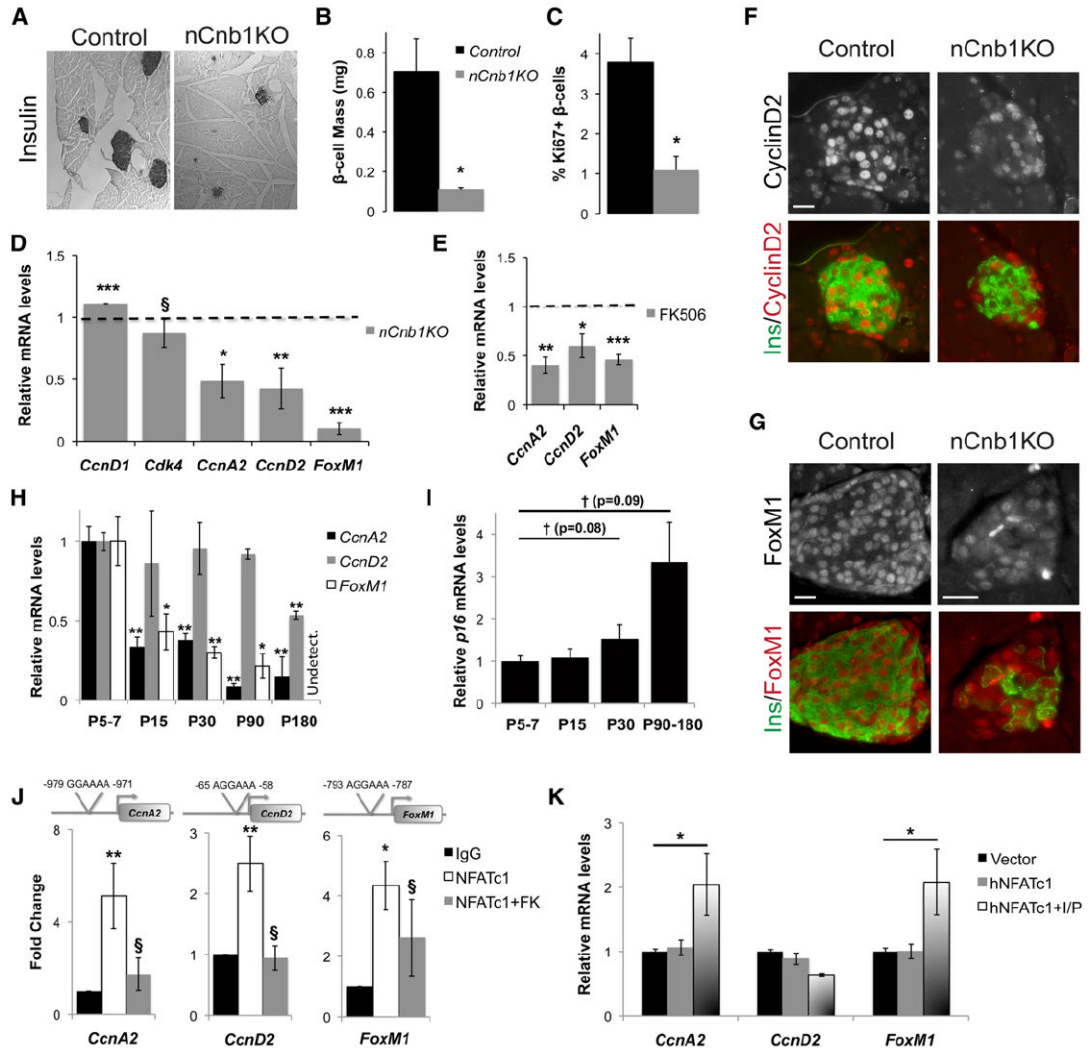 A
Control
nCnb1KO
Insulin
B
β-cell Mass (mg)
0.8
0.6
0.4
0.2
0
*
Control
nCnb1KO
C
% Ki67+ β-cells
5
4
3
2
1
0
*
D
Relative mRNA levels
1.5
1
0.5
0
***
§
*
**
***
nCnb1KO
CcnD1
Cdk4
CcnA2
CcnD2
FoxM1
E
Relative mRNA levels
1.5
1
0.5
0
**
*
***
FK506
CcnA2
CcnD2
FoxM1
F
Control
nCnb1KO
CyclinD2
Ins/CyclinD2
G
Control
nCnb1KO
FoxM1
Ins/FoxM1
H
Relative mRNA levels
1
0.5
0
CcnA2
CcnD2
FoxM1
**
*
**
**
**
*
**
**
Undetect.
P5-7
P15
P30
P90
P180
I
Relative p16 mRNA levels
5
4
3
2
1
0
† (p=0.09)
† (p=0.08)
P5-7
P15
P30
P90-180
J
-979 GGAAAA -971
CcnA2
-65 AGGAAA -58
CcnD2
-793 AGGAAA -787
FoxM1
Fold Change
8
4
0
**
§
CcnA2
3
2
1
0
**
§
CcnD2
6
4
2
0
*
§
FoxM1
IgG
NFATc1
NFATc1+FK
K
Relative mRNA levels
3
2
1
0
*
*
Vector
hNFATc1
hNFATc1+I/P
CcnA2
CcnD2
FoxM1